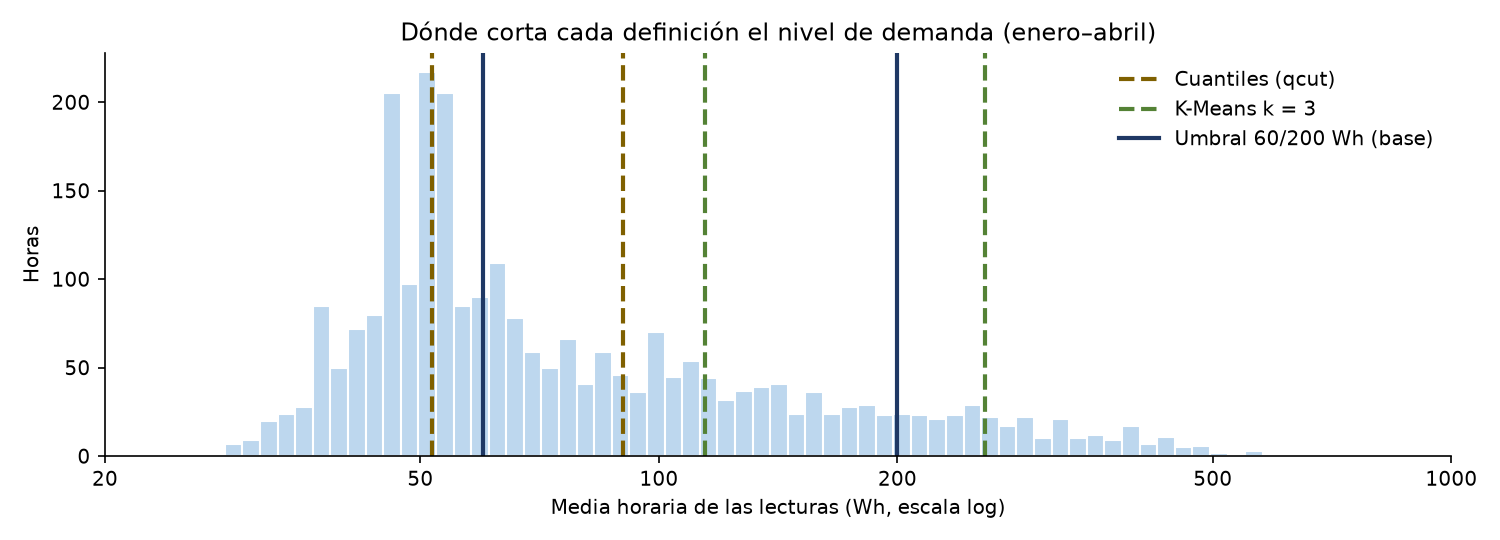 Dónde corta cada definición el nivel de demanda (enero–abril)
Cuantiles (qcut)
K-Means k = 3
Umbral 60/200 Wh (base)
Horas
200
150
100
50
0
20
50
100
200
500
1000
Media horaria de las lecturas (Wh, escala log)